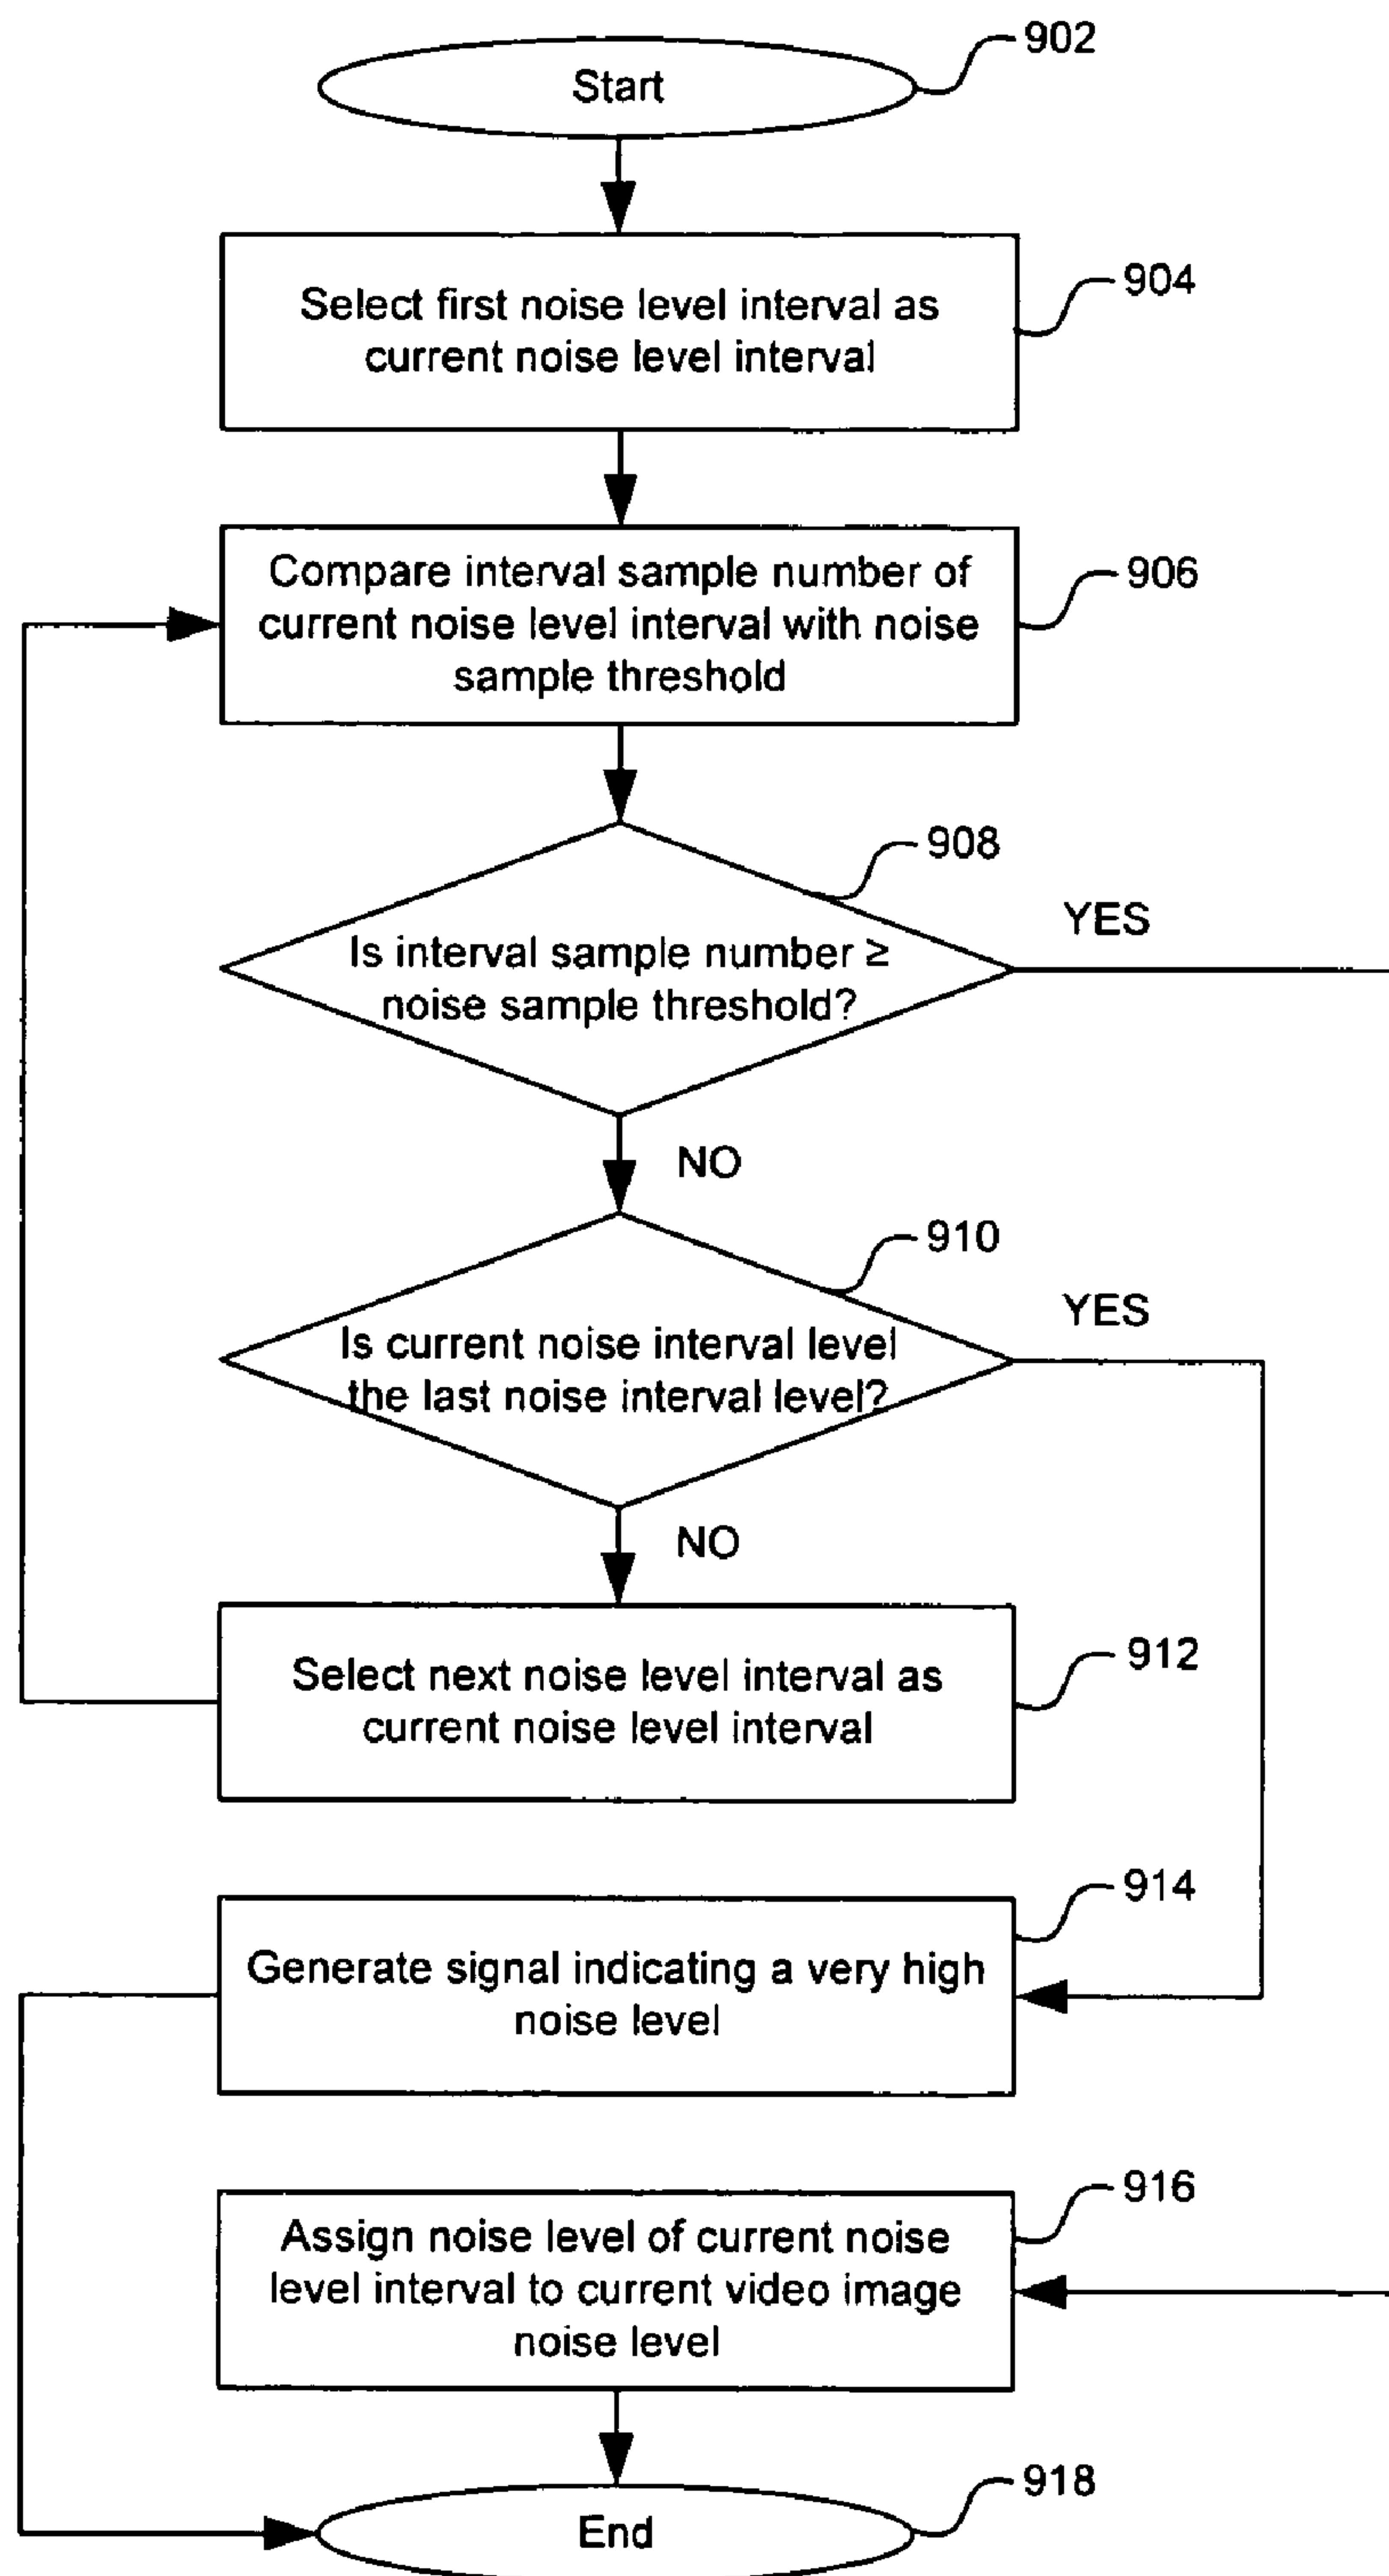 Start
902
Select first noise level interval as
current noise level interval
904
Compare interval sample number of
current noise level interval with noise
sample threshold
906
908
Is interval sample number ≥
noise sample threshold?
YES
NO
910
Is current noise interval level
the last noise interval level?
YES
NO
Select next noise level interval as
current noise level interval
912
Generate signal indicating a very high
noise level
914
Assign noise level of current noise
level interval to current video image
noise level
916
End
918